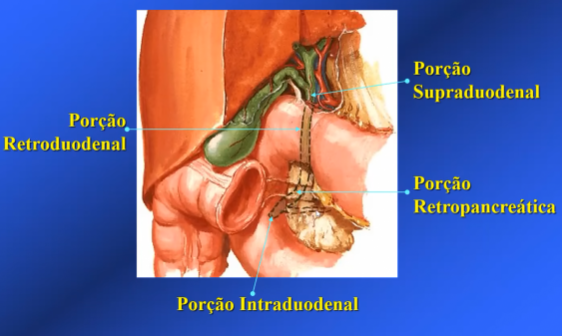 Porção
Supraduodenal
Porção
Retroduodenal
Porção
Retropancreática
Porção Intraduodenal